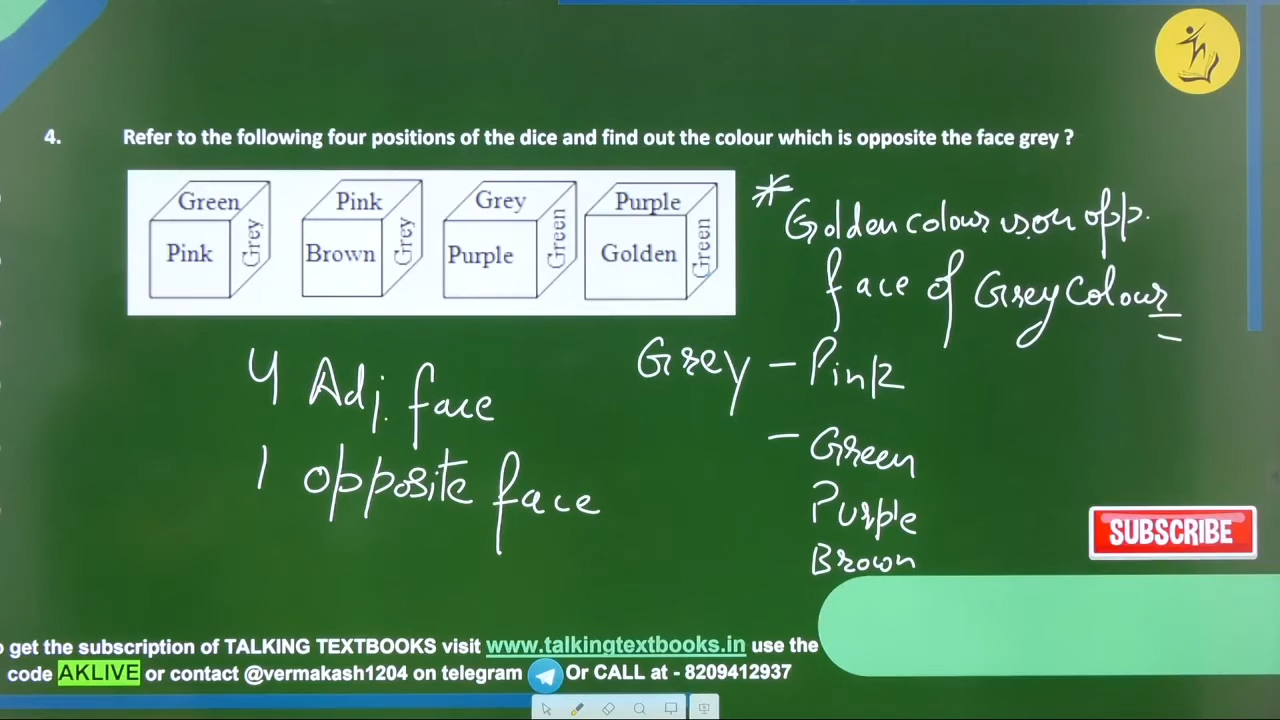 4. Refer to the following four positions of the dice and find out the colour which is opposite the face grey ?
Green
Pink
Grey
Pink
Brown
Grey
Grey
Purple
Green
Purple
Golden
Green
* Golden colour is on opp.
face of Grey Colour
4 Adj. face
1 opposite face
Grey - Pink
- Green
Purple
Brown
SUBSCRIBE
get the subscription of TALKING TEXTBOOKS visit www.talkingtextbooks.in use the
code AKLIVE or contact @vermakash1204 on telegram Or CALL at - 8209412937